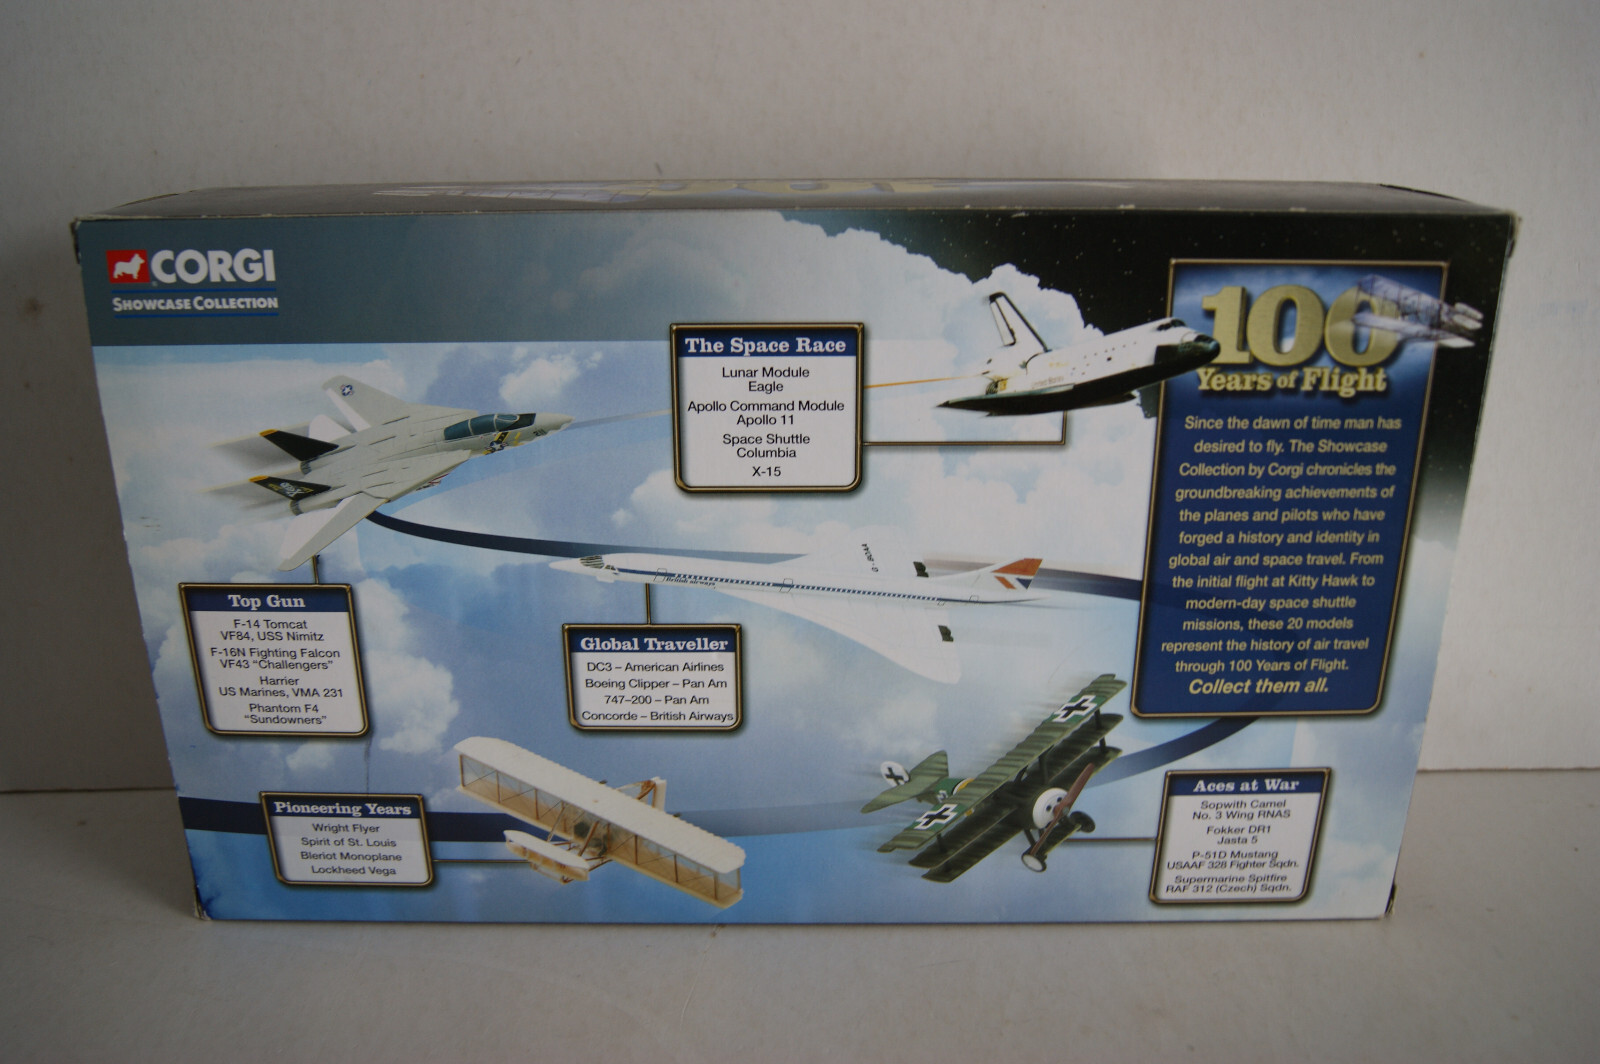 CORGI
SHOWCASE COLLECTION
The Space Race
Lunar Module
Eagle
Apollo Command Module
Apollo 11
Space Shuttle
Columbia
X-15
100
Years of Flight
Since the dawn of time man has
desired to fly. The Showcase
Collection by Corgi chronicles the
groundbreaking achievements of
the planes and pilots who have
forged a history and identity in
global air and space travel. From
the initial flight at Kitty Hawk to
modern-day space shuttle
missions, these 20 models
represent the history of air travel
through 100 Years of Flight.
Collect them all.
Top Gun
F-14 Tomcat
VF84, USS Nimitz
F-16N Fighting Falcon
VF43 "Challengers"
Harrier
US Marines, VMA 231
Phantom F4
"Sundowners"
British airways
Global Traveller
DC3 – American Airlines
Boeing Clipper – Pan Am
747-200 – Pan Am
Concorde – British Airways
Pioneering Years
Wright Flyer
Spirit of St. Louis
Bleriot Monoplane
Lockheed Vega
Aces at War
Sopwith Camel
No. 3 Wing RNAS
Fokker DR1
Jasta 5
P-51D Mustang
USAAF 328 Fighter Sqdn.
Supermarine Spitfire
RAF 312 (Czech) Sqdn.